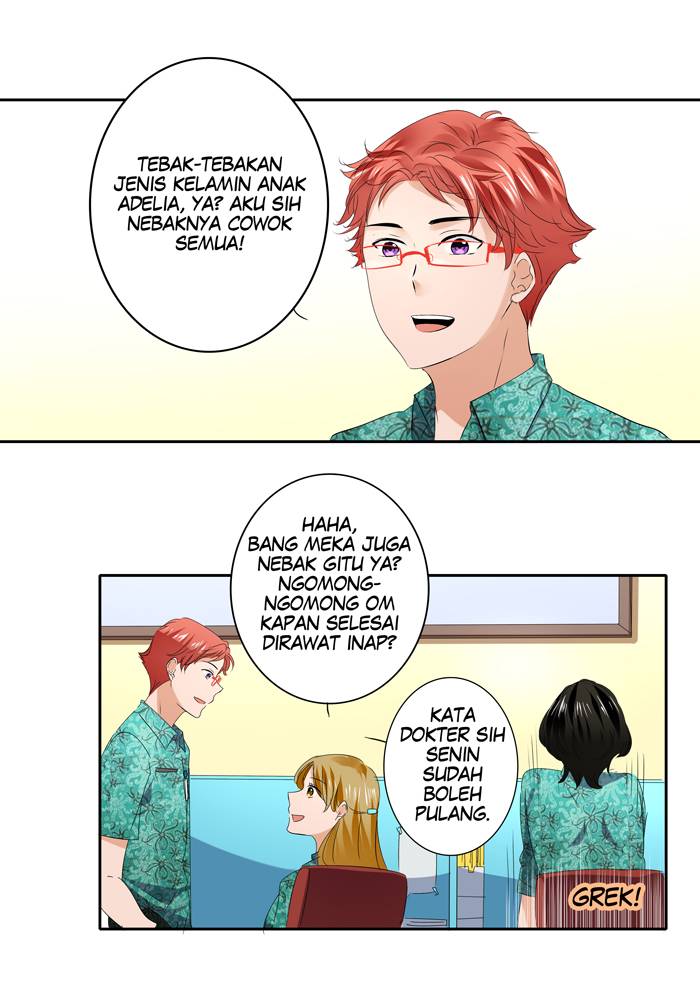 TEBAK-TEBAKAN
JENIS KELAMIN ANAK
ADELIA, YA? AKU SIH
NEBAKNYA COWOK
SEMUA!
HAHA,
BANG MEKA JUGA
NEBAK GITU YA?
NGOMONG-
NGOMONG OM
KAPAN SELESAI
DIRAWAT INAP?
KATA
DOKTER SIH
SENIN
SUDAH
BOLEH
PULANG.
GREK!